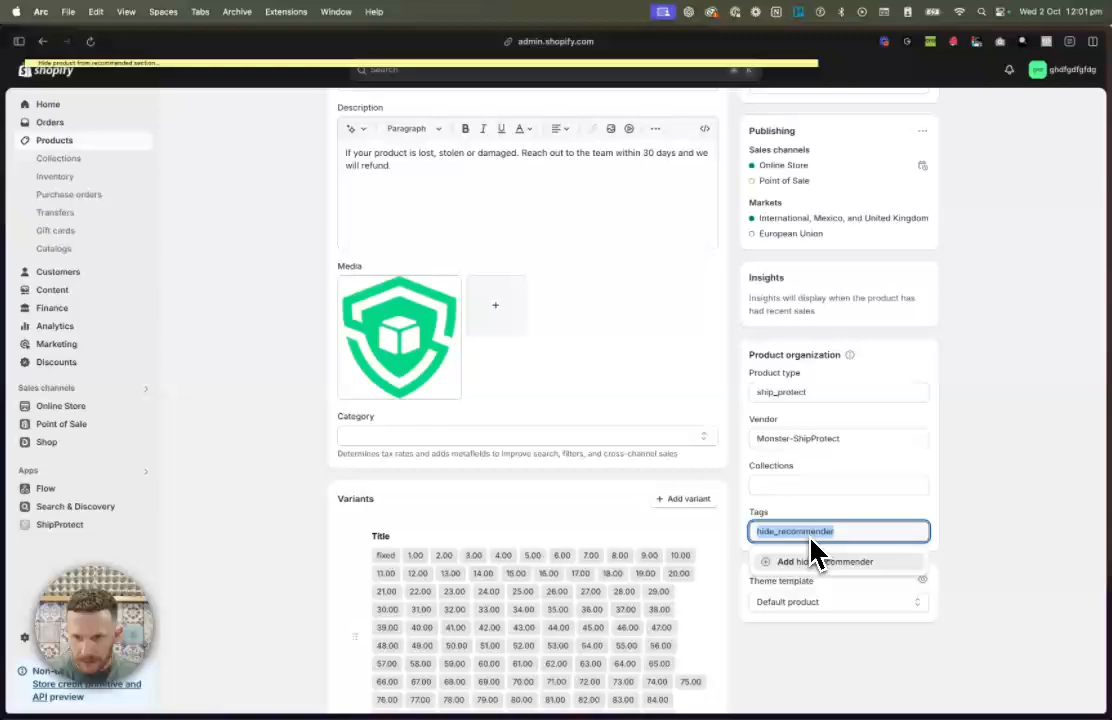 Archive Edit View Spaces Tabs Archive Extensions Window Help
Wed 2 Oct 12:01 pm
admin.shopify.com
Hide product from recommended section...
shopify
Search
ghdfgdfgfdg
Home
Orders
Products
Collections
Inventory
Purchase orders
Transfers
Gift cards
Catalogs
Customers
Content
Finance
Analytics
Marketing
Discounts
Sales channels
Online Store
Point of Sale
Shop
Apps
Flow
Search & Discovery
ShipProtect
Store credit primitive and
API preview
Description
Paragraph
If your product is lost, stolen or damaged. Reach out to the team within 30 days and we
will refund.
Media
Category
Determines tax rates and adds metafields to improve search, filters, and cross-channel sales
Variants
Add variant
Title
fixed 1.00 2.00 3.00 4.00 5.00 6.00 7.00 8.00 9.00 10.00
11.00 12.00 13.00 14.00 15.00 16.00 17.00 18.00 19.00 20.00
21.00 22.00 23.00 24.00 25.00 26.00 27.00 28.00 29.00
30.00 31.00 32.00 33.00 34.00 35.00 36.00 37.00 38.00
39.00 40.00 41.00 42.00 43.00 44.00 45.00 46.00 47.00
48.00 49.00 50.00 51.00 52.00 53.00 54.00 55.00 56.00
57.00 58.00 59.00 60.00 61.00 62.00 63.00 64.00 65.00
66.00 67.00 68.00 69.00 70.00 71.00 72.00 73.00 74.00 75.00
76.00 77.00 78.00 79.00 80.00 81.00 82.00 83.00 84.00
Publishing
Sales channels
Online Store
Point of Sale
Markets
International, Mexico, and United Kingdom
European Union
Insights
Insights will display when the product has
had recent sales
Product organization
Product type
ship_protect
Vendor
Monster-ShipProtect
Collections
Tags
hide_recommender
Add hide_recommender
Theme template
Default product